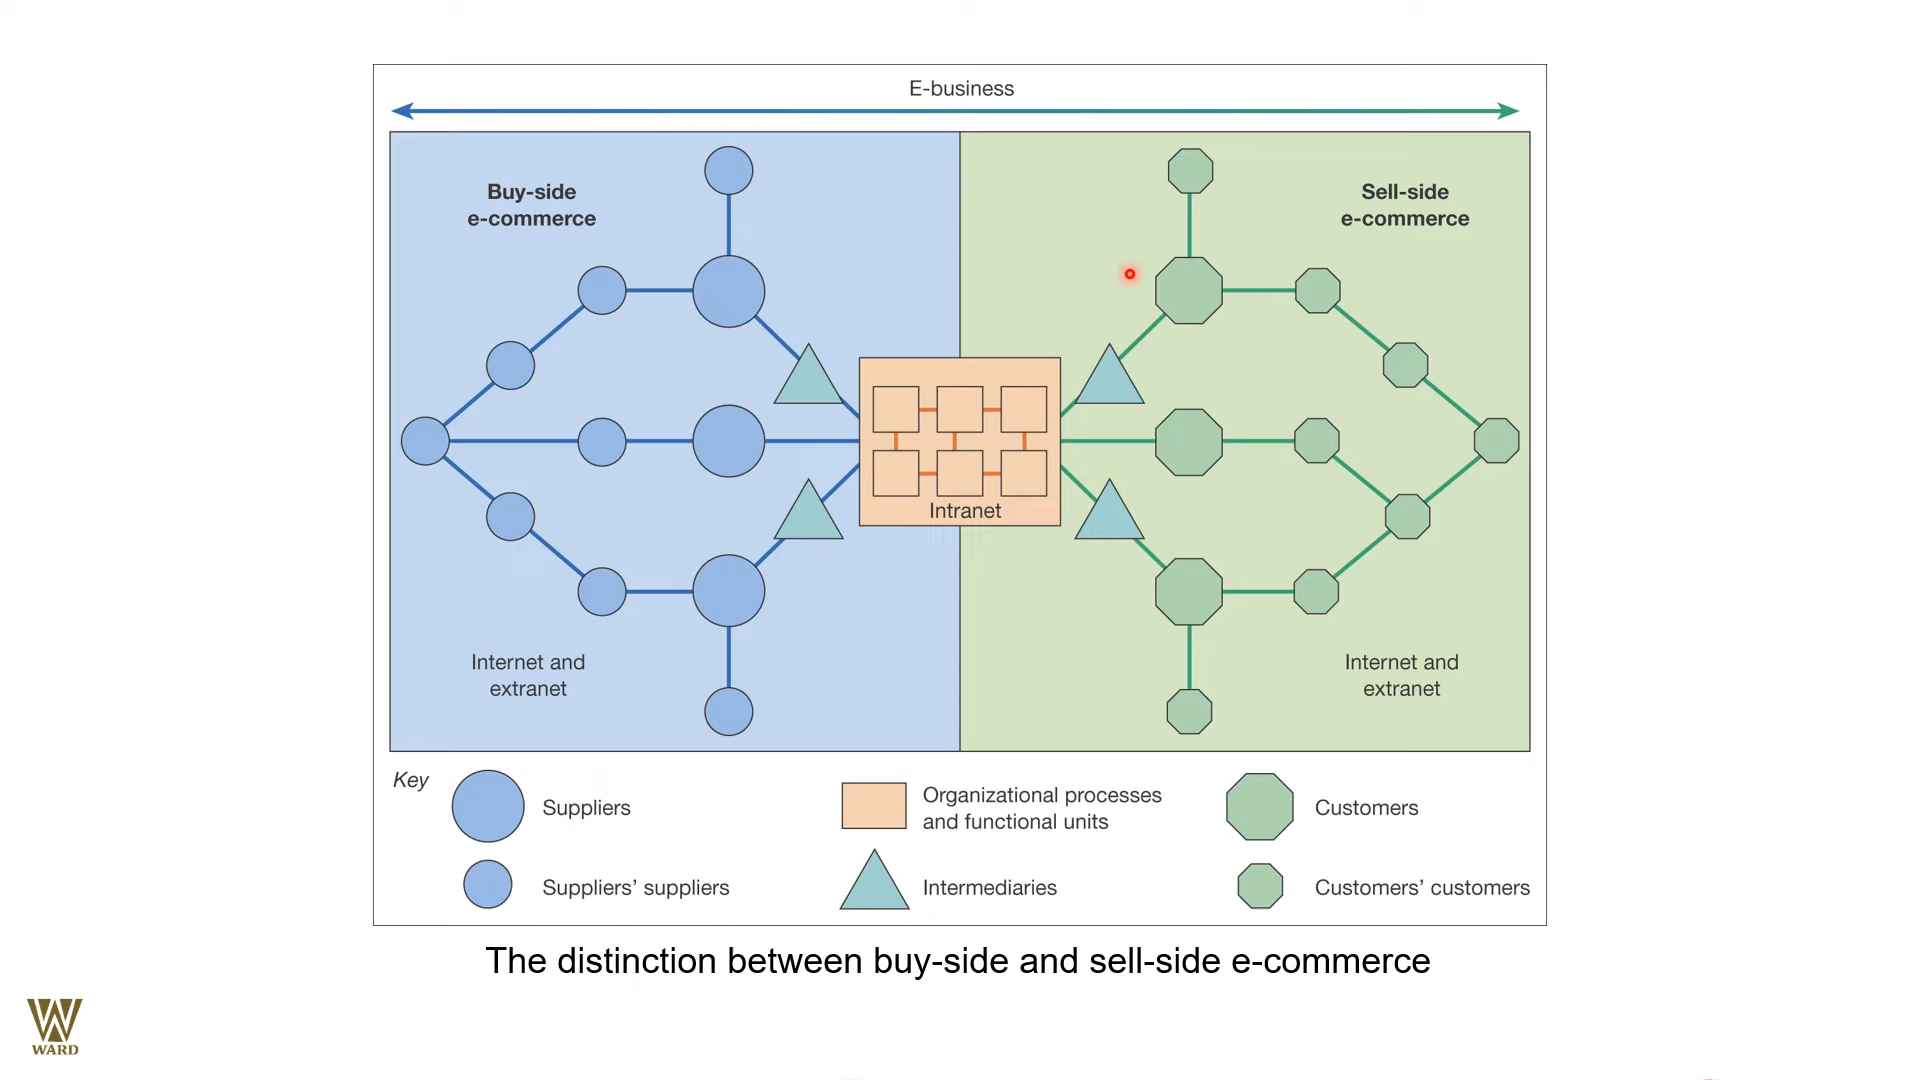 E-business
Buy-side
e-commerce
Sell-side
e-commerce
Intranet
Internet and
extranet
Internet and
extranet
Key
Suppliers
Organizational processes
and functional units
Customers
Suppliers’ suppliers
Intermediaries
Customers’ customers
The distinction between buy-side and sell-side e-commerce
WARD